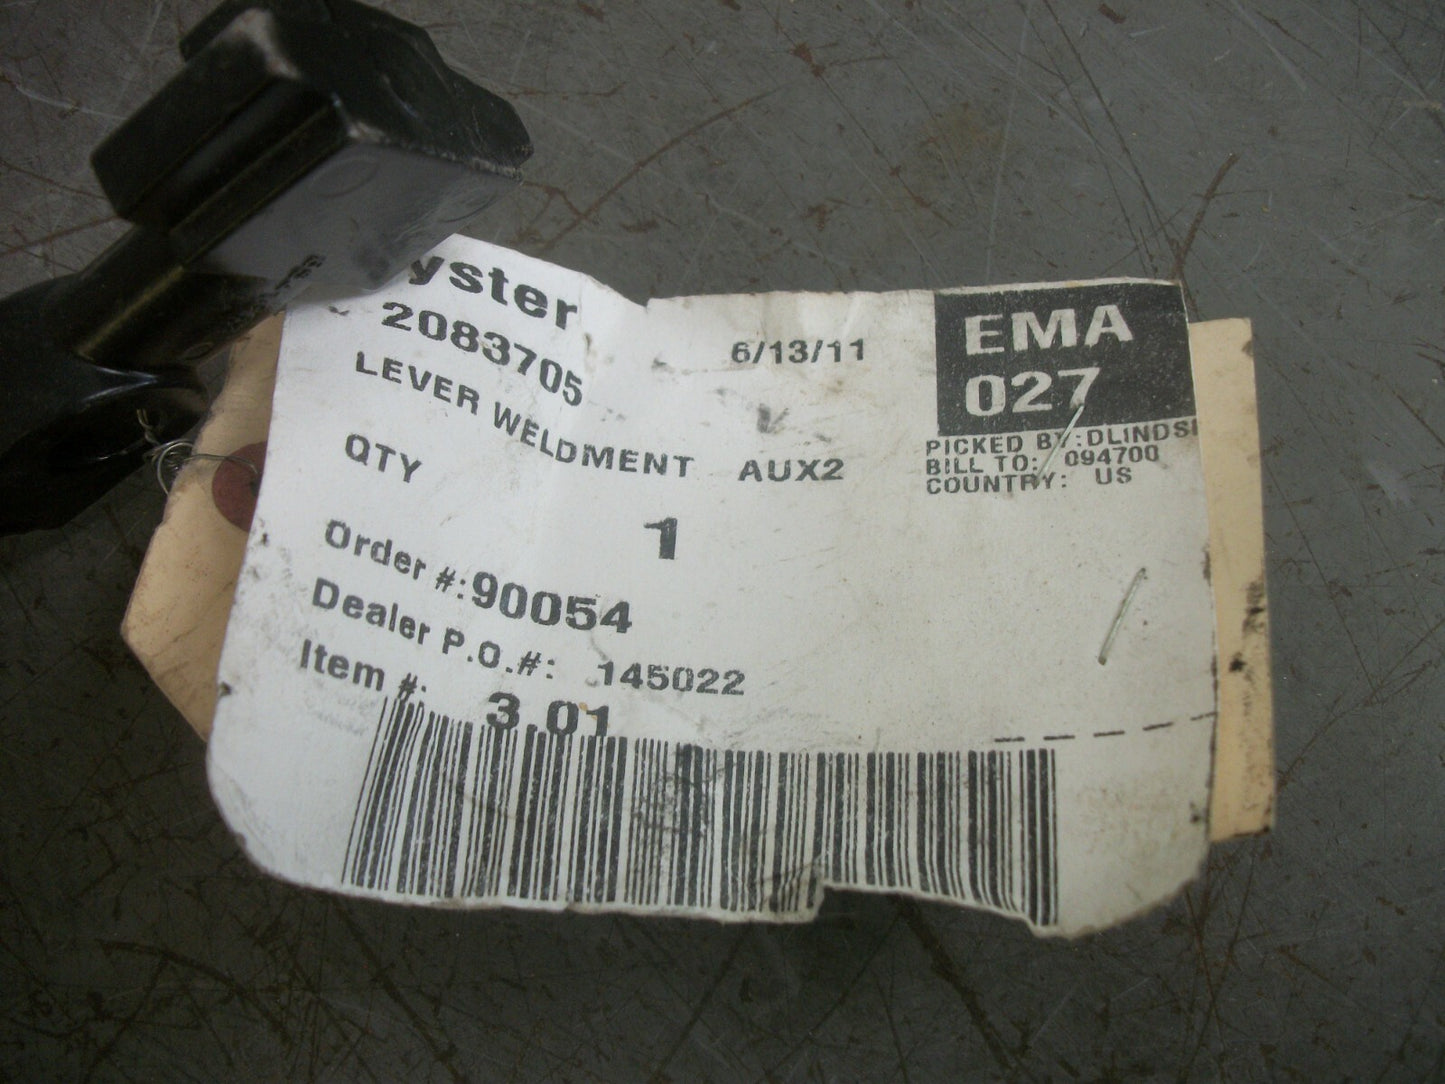 yster
2083705
6/13/11
EMA
027
LEVER WELDMENT AUX2
PICKED BY:DLINDS
BILL TO: 094700
COUNTRY: US
QTY 1
Order #:90054
Dealer P.O.#: 145022
Item #: 3.01